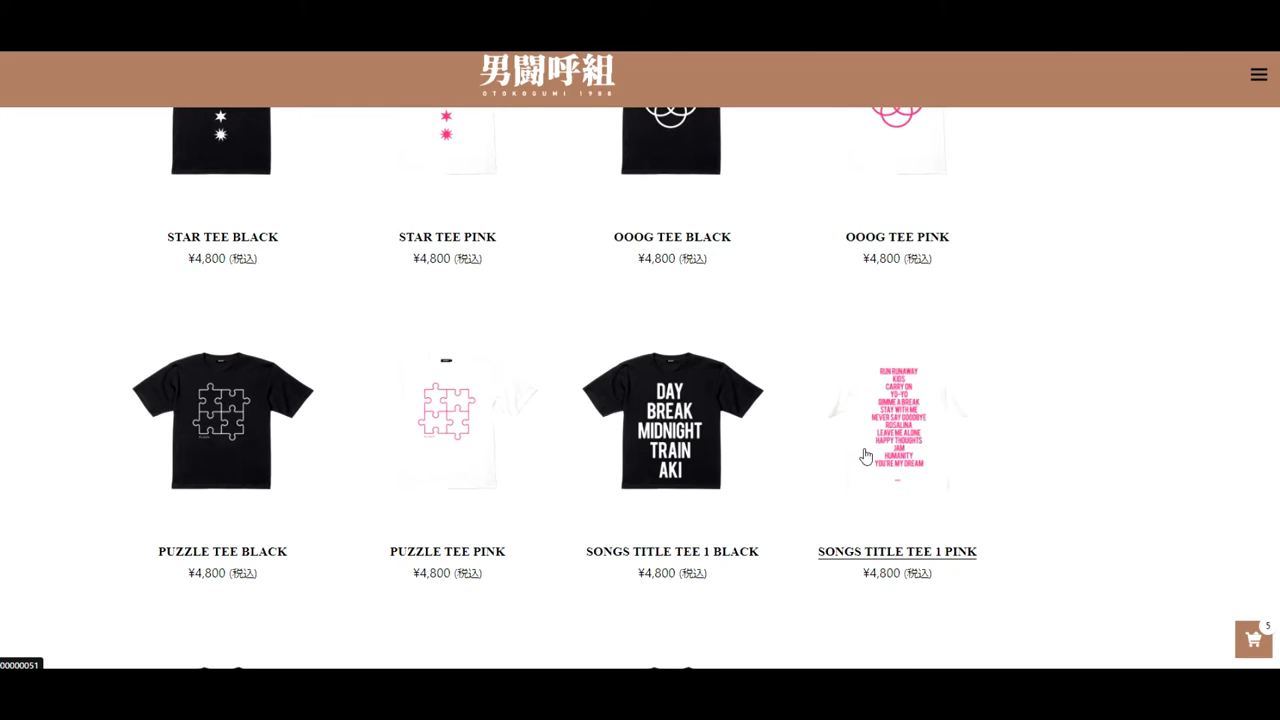 男闘呼組
OTOKOGUMI 1988
STAR TEE BLACK
¥4,800 (税込)
STAR TEE PINK
¥4,800 (税込)
OOOG TEE BLACK
¥4,800 (税込)
OOOG TEE PINK
¥4,800 (税込)
DAY
BREAK
MIDNIGHT
TRAIN
AKI
RUN RUNAWAY
KIDS
CARRY ON
YO-YO
GIMME A BREAK
STAY WITH ME
NEVER SAY GOODBYE
ROSALINA
LEAVE ME ALONE
HAPPY THOUGHTS
JAM
HUMANITY
YOU'RE MY DREAM
PUZZLE TEE BLACK
¥4,800 (税込)
PUZZLE TEE PINK
¥4,800 (税込)
SONGS TITLE TEE 1 BLACK
¥4,800 (税込)
SONGS TITLE TEE 1 PINK
¥4,800 (税込)
5
00000051